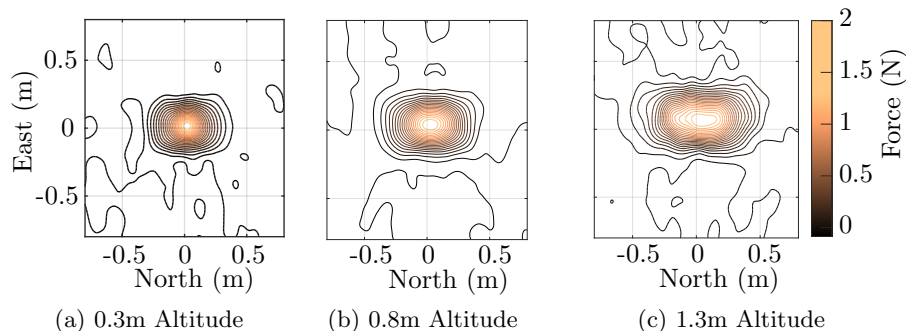 0.5
0
-0.5
East (m)
-0.5 0 0.5
North (m)
-0.5 0 0.5
North (m)
-0.5 0 0.5
North (m)
2
1.5
1
0.5
0
Force (N)
(a) 0.3m Altitude
(b) 0.8m Altitude
(c) 1.3m Altitude